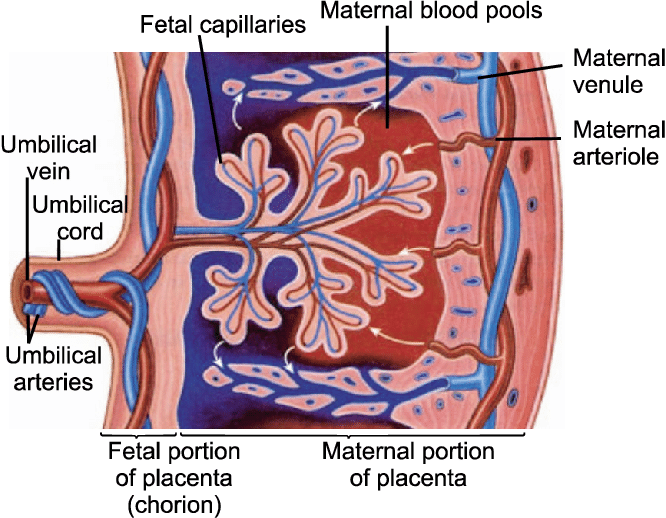 Fetal capillaries
Maternal blood pools
Maternal
venule
Maternal
arteriole
Umbilical
vein
Umbilical
cord
Umbilical
arteries
Fetal portion
of placenta
(chorion)
Maternal portion
of placenta